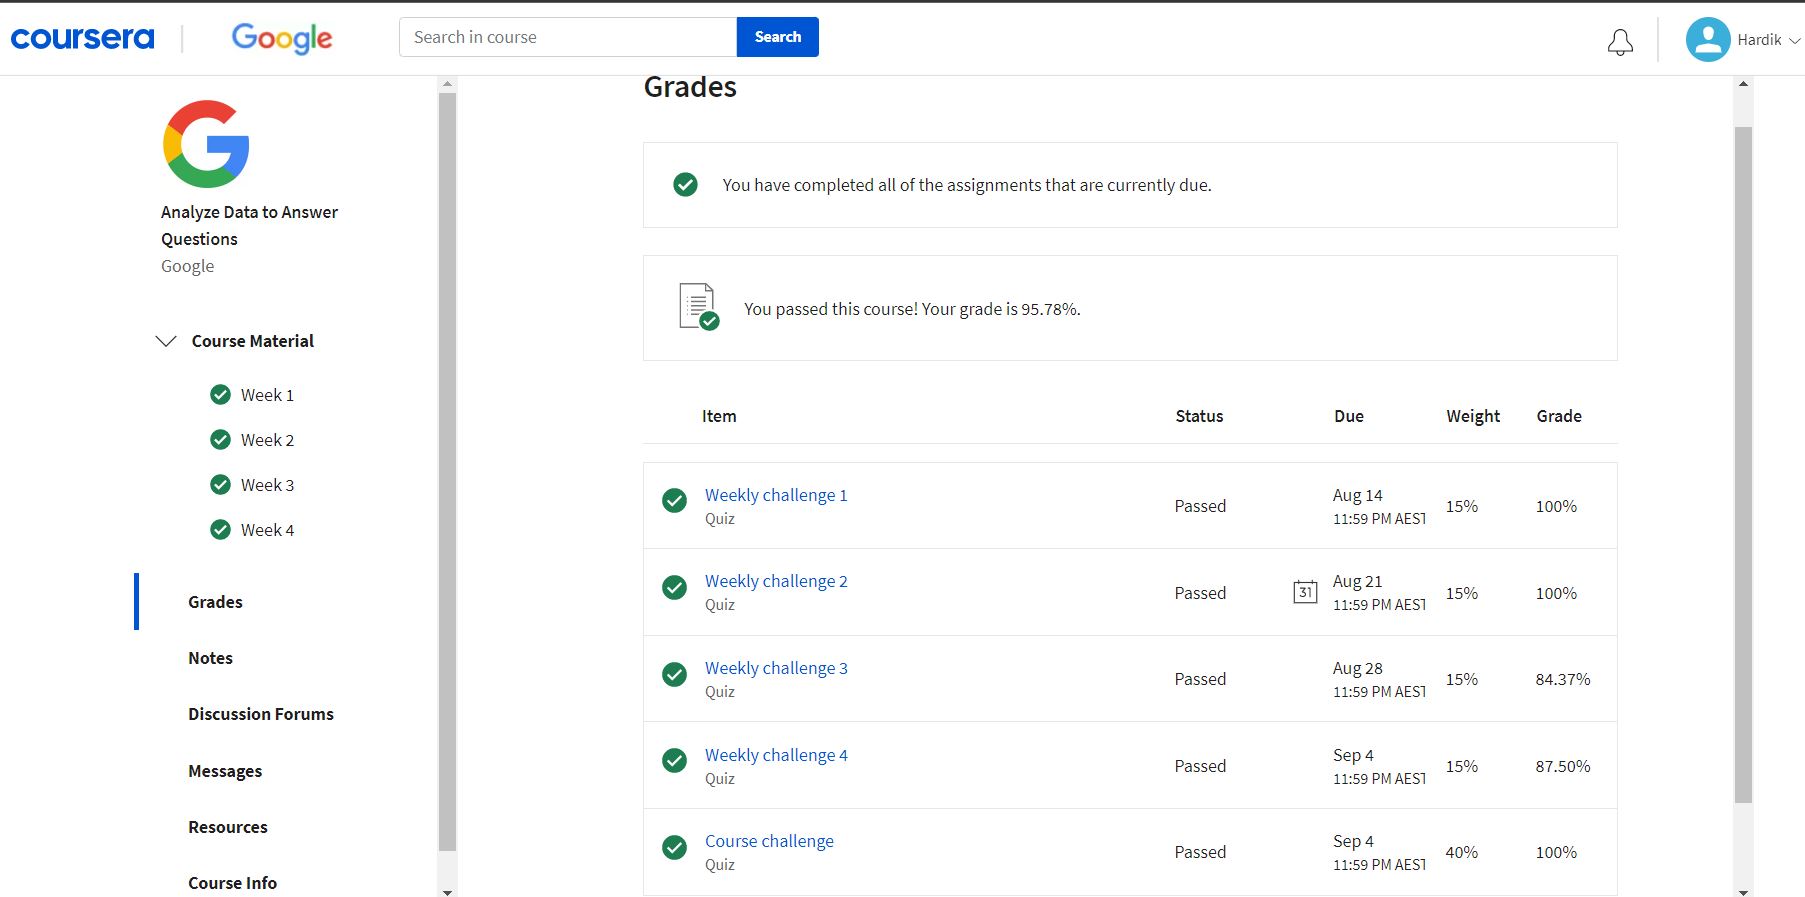 coursera
Google
Search in course
Search
Hardik
Analyze Data to Answer
Questions
Google
Course Material
Week 1
Week 2
Week 3
Week 4
Grades
Notes
Discussion Forums
Messages
Resources
Course Info
Grades
You have completed all of the assignments that are currently due.
You passed this course! Your grade is 95.78%.
Item Status Due Weight Grade
Weekly challenge 1
Quiz
Passed
Aug 14
11:59 PM AEST
15%
100%
Weekly challenge 2
Quiz
Passed
31
Aug 21
11:59 PM AEST
15%
100%
Weekly challenge 3
Quiz
Passed
Aug 28
11:59 PM AEST
15%
84.37%
Weekly challenge 4
Quiz
Passed
Sep 4
11:59 PM AEST
15%
87.50%
Course challenge
Quiz
Passed
Sep 4
11:59 PM AEST
40%
100%